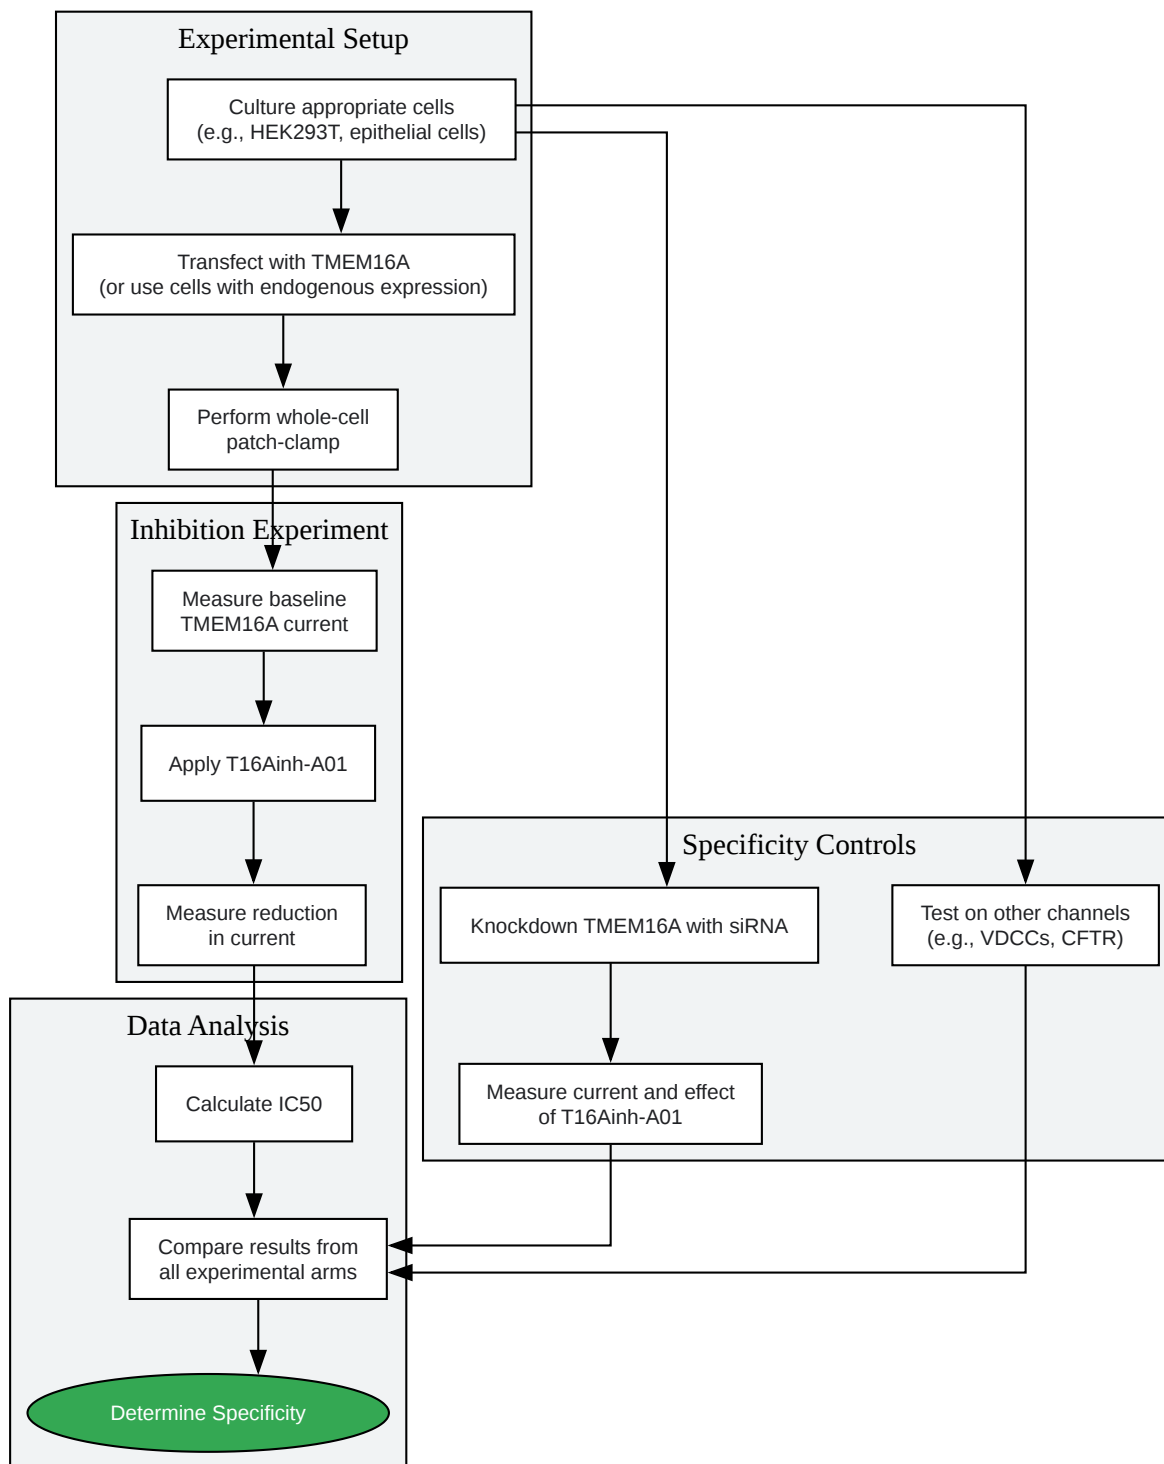 Experimental Setup
Culture appropriate cells
(e.g., HEK293T, epithelial cells)
Transfect with TMEM16A
(or use cells with endogenous expression)
Perform whole-cell
patch-clamp
Inhibition Experiment
Measure baseline
TMEM16A current
Apply T16Ainh-A01
Measure reduction
in current
Specificity Controls
Knockdown TMEM16A with siRNA
Test on other channels
(e.g., VDCCs, CFTR)
Measure current and effect
of T16Ainh-A01
Data Analysis
Calculate IC50
Compare results from
all experimental arms
Determine Specificity